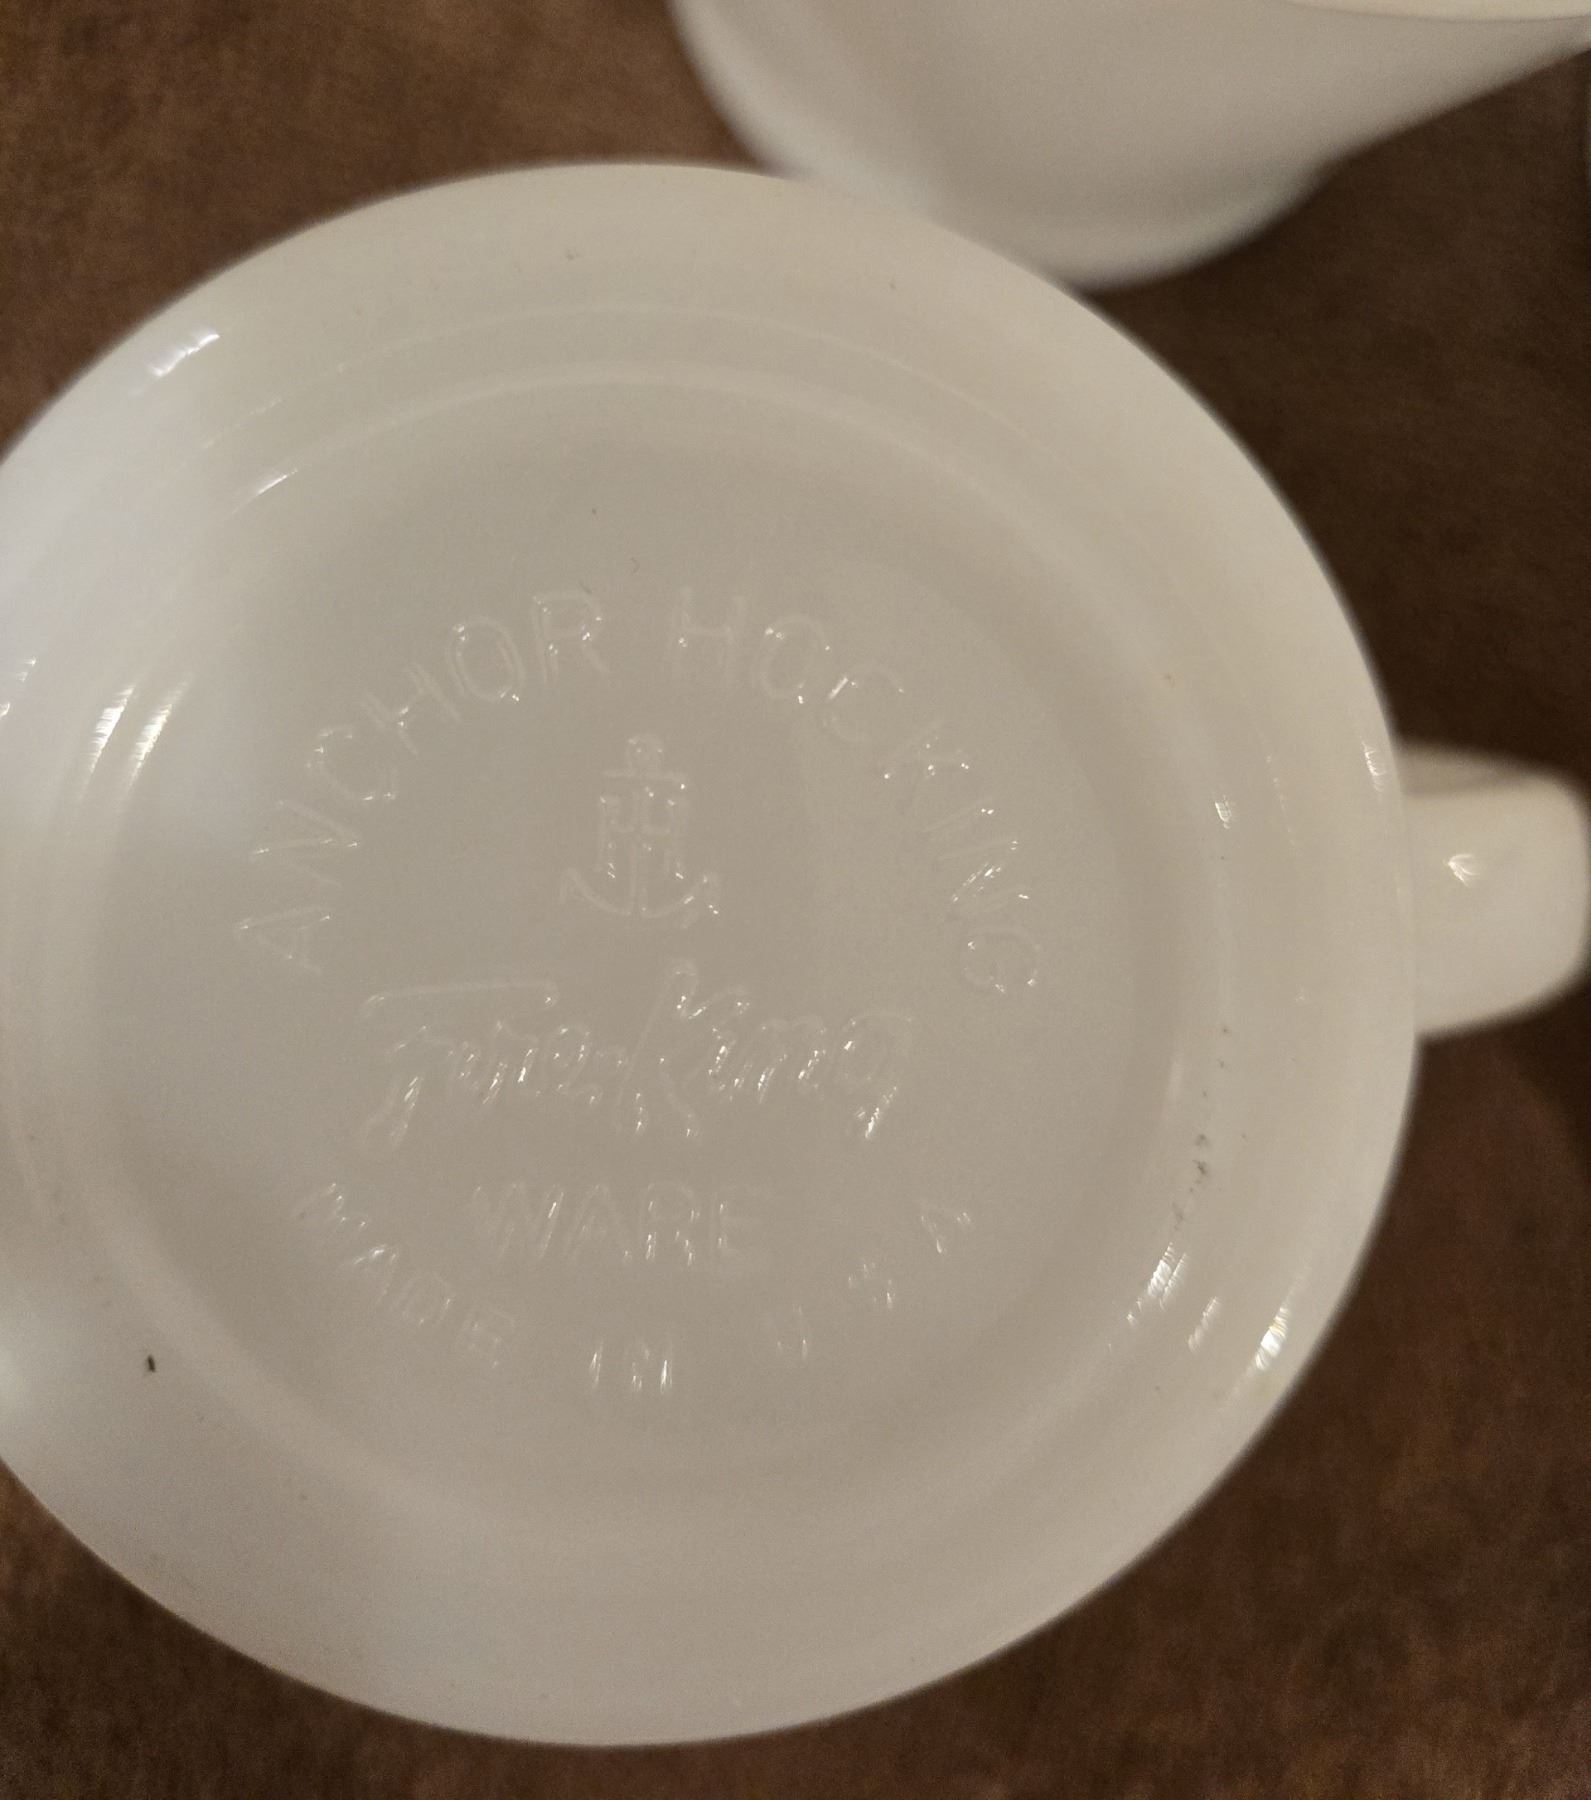 ANCHOR HOCKING
Fire-King
WARE
MADE IN U.S.A.